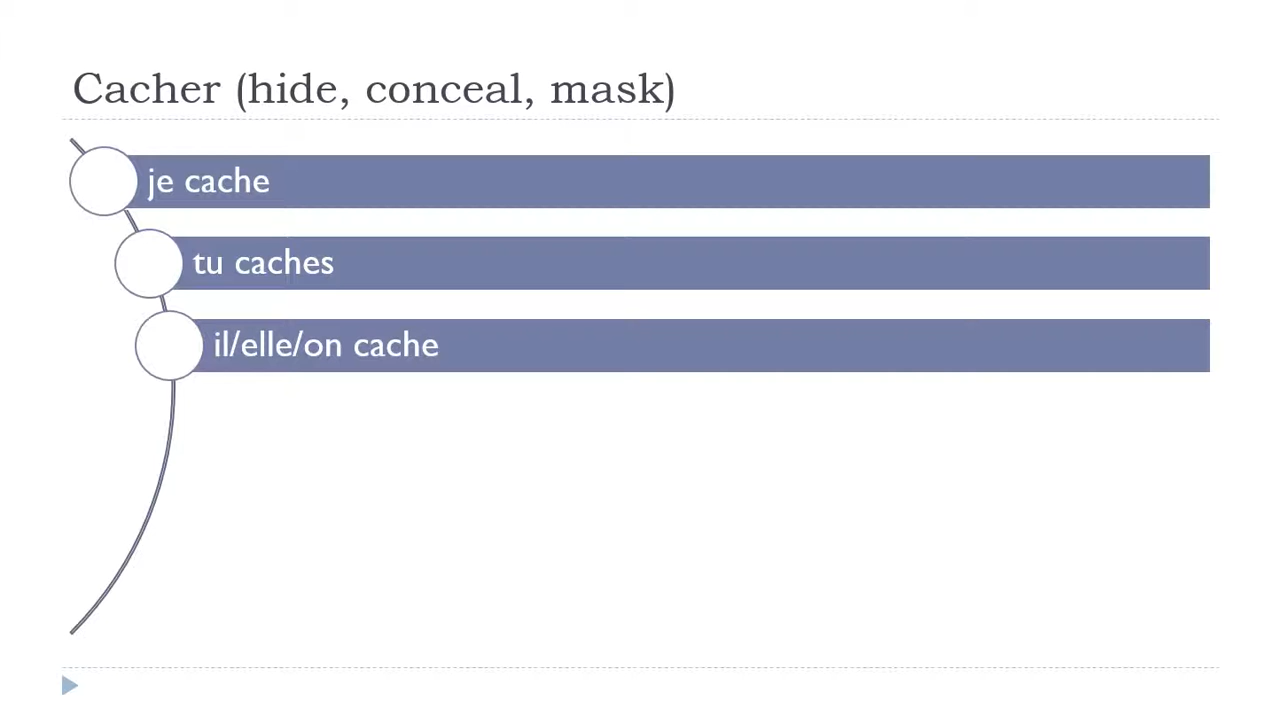 Cacher (hide, conceal, mask)
je cache
tu caches
il/elle/on cache